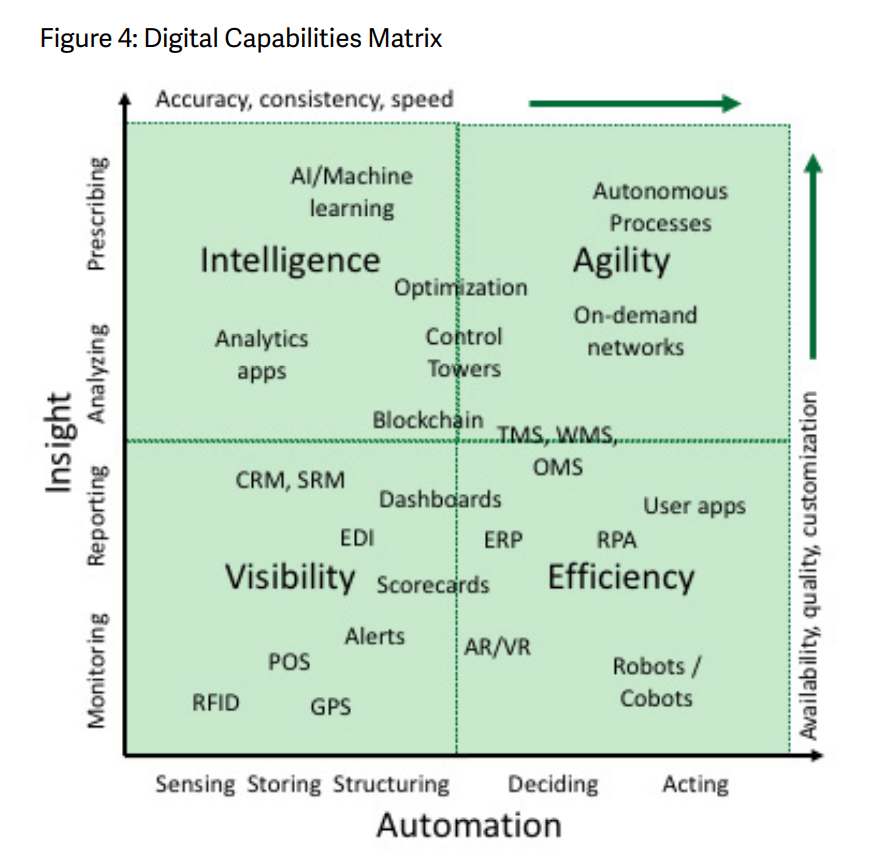 Figure 4: Digital Capabilities Matrix
Accuracy, consistency, speed
Prescribing
Analyzing
Reporting
Monitoring
Insight
AI/Machine
learning
Intelligence
Optimization
Analytics
apps
Control
Towers
Blockchain
Autonomous
Processes
Agility
On-demand
networks
TMS, WMS,
OMS
CRM, SRM
Dashboards
EDI
Visibility
Scorecards
Alerts
POS
RFID
GPS
User apps
ERP
RPA
Efficiency
AR/VR
Robots /
Cobots
Availability, quality, customization
Sensing
Storing
Structuring
Deciding
Acting
Automation